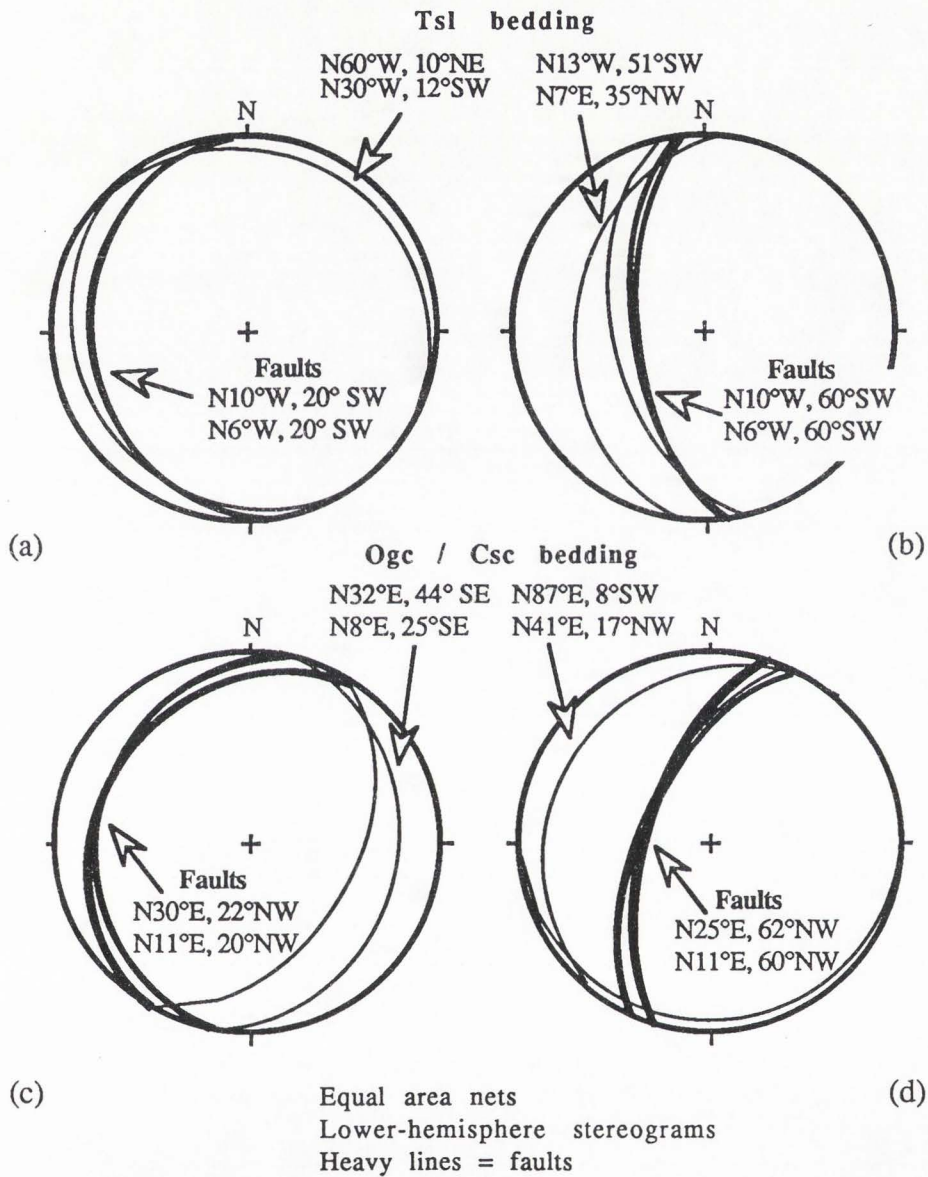 Tsl bedding
N60°W, 10°NE
N30°W, 12°SW
N13°W, 51°SW
N7°E, 35°NW
N
N
Faults
N10°W, 20° SW
N6°W, 20° SW
Faults
N10°W, 60°SW
N6°W, 60°SW
(a)
(b)
Ogc / Csc bedding
N32°E, 44° SE
N8°E, 25°SE
N87°E, 8°SW
N41°E, 17°NW
N
N
Faults
N30°E, 22°NW
N11°E, 20°NW
Faults
N25°E, 62°NW
N11°E, 60°NW
(c)
(d)
Equal area nets
Lower-hemisphere stereograms
Heavy lines = faults